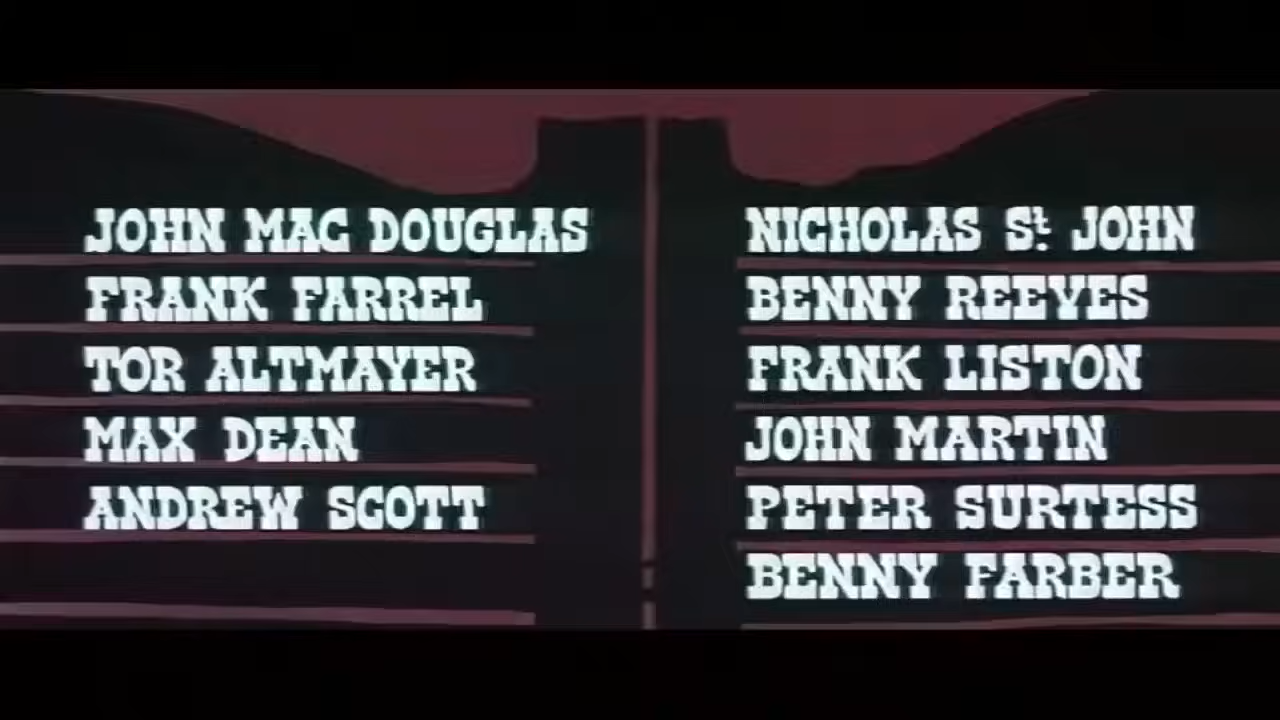 JOHN MAC DOUGLAS
FRANK FARREL
TOR ALTMAYER
MAX DEAN
ANDREW SCOTT
NICHOLAS St. JOHN
BENNY REEVES
FRANK LISTON
JOHN MARTIN
PETER SURTESS
BENNY FARBER